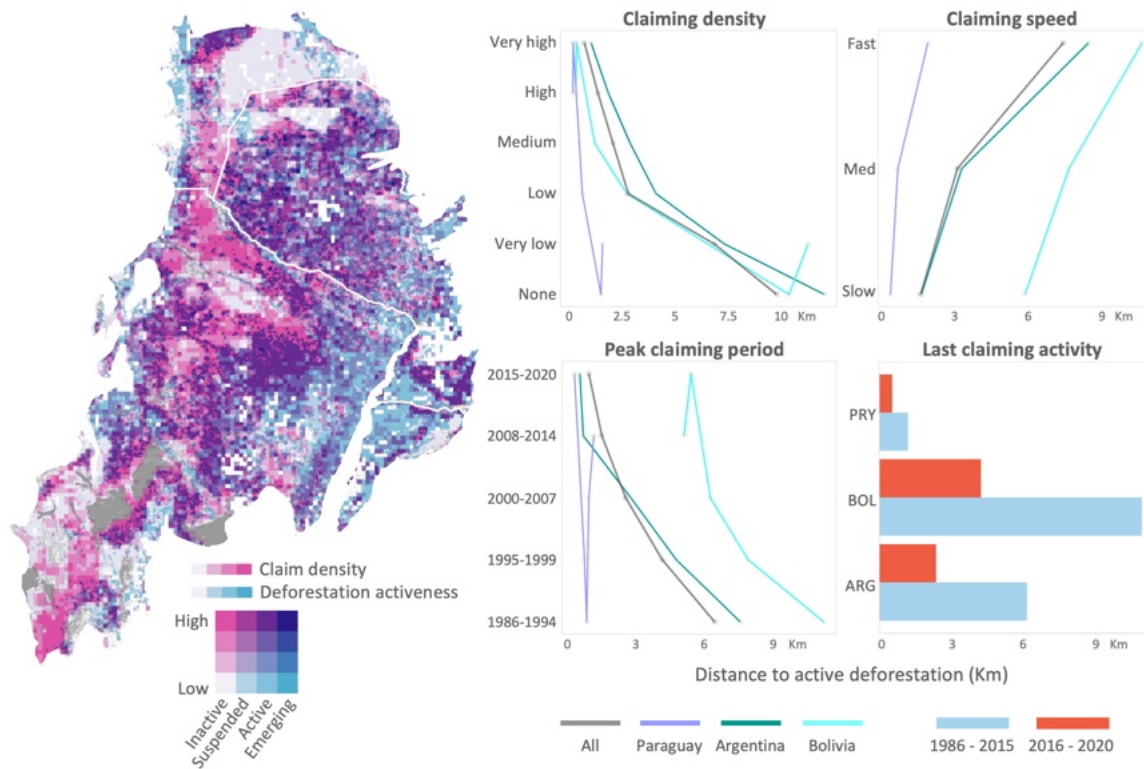 Claiming density
Very high
High
Medium
Low
Very low
None
0 2.5 5 7.5 10 Km
Claiming speed
Fast
Med
Slow
0 3 6 9 Km
Peak claiming period
2015-2020
2008-2014
2000-2007
1995-1999
1986-1994
0 3 6 9 Km
Last claiming activity
PRY
BOL
ARG
0 3 6 9 Km
Distance to active deforestation (Km)
All Paraguay Argentina Bolivia
1986 - 2015 2016 - 2020
Claim density
Deforestation activeness
High
Low
Inactive
Suspended
Active
Emerging